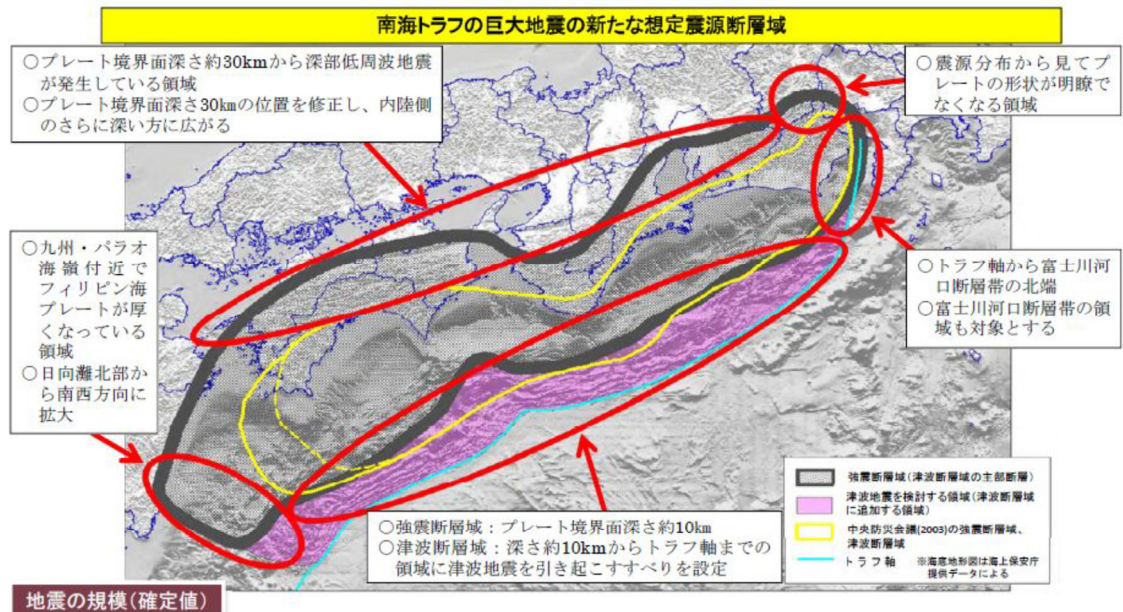 南海トラフの巨大地震の新たな想定震源断層域
○プレート境界面深さ約30kmから深部低周波地震
が発生している領域
○プレート境界面深さ30㎞の位置を修正し、内陸側
のさらに深い方に広がる
○震源分布から見てプ
レートの形状が明瞭で
なくなる領域
○九州・パラオ
海嶺付近で
フィリピン海
プレートが厚
くなっている
領域
○日向灘北部か
ら南西方向に
拡大
○トラフ軸から富士川河
口断層帯の北端
○富士川河口断層帯の領
域も対象とする
○強震断層域：プレート境界面深さ約10㎞
○津波断層域：深さ約10kmからトラフ軸までの
領域に津波地震を引き起こすすべりを設定
強震断層域(津波断層域の主部断層)
津波地震を検討する領域(津波断層域
に追加する領域)
中央防災会議(2003)の強震断層域、
津波断層域
トラフ軸 ※海底地形図は海上保安庁
提供データによる
地震の規模(確定値)